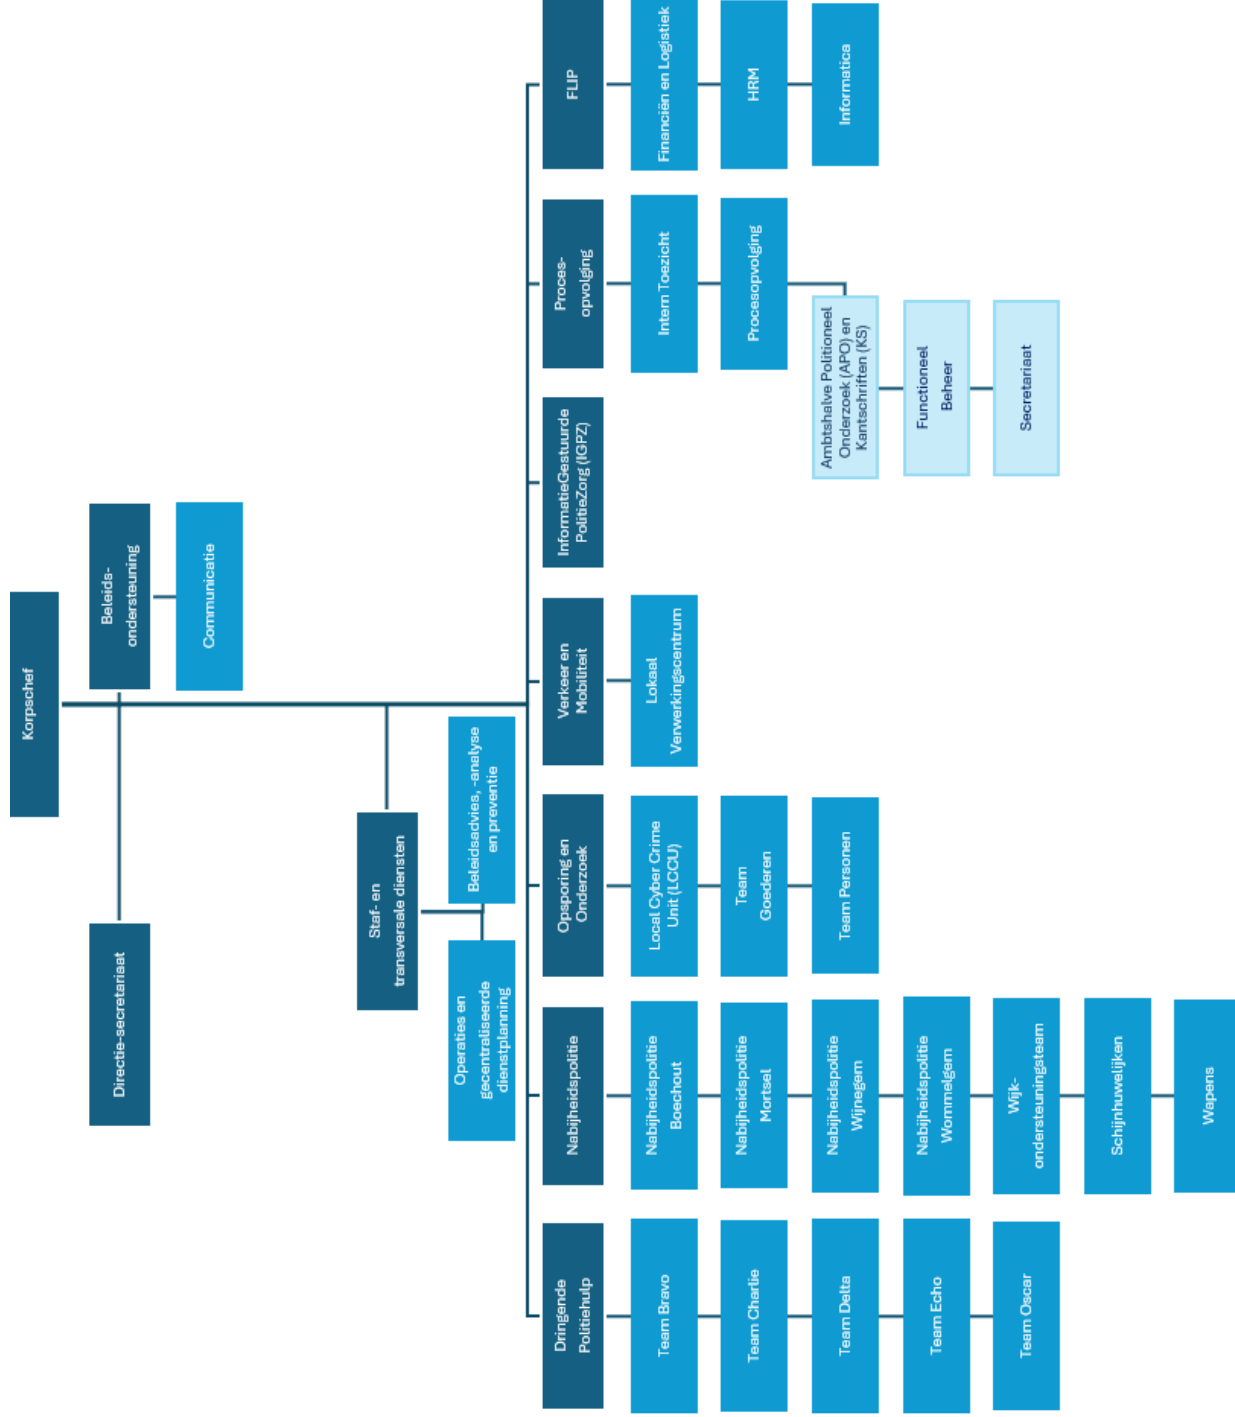 Korpschef
Directie-secretariaat
Beleids-
ondersteuning
Communicatie
Staf- en
transversale diensten
Operaties en
gecentraliseerde
dienstplanning
Beleidsadvies, -analyse
en preventie
Dringende
Politiehulp
Team Bravo
Team Charlie
Team Delta
Team Echo
Team Oscar
Nabijheidspolitie
Nabijheidspolitie
Boechout
Nabijheidspolitie
Mortsel
Nabijheidspolitie
Wijnegem
Nabijheidspolitie
Wommelgem
Wijk-
ondersteuningsteam
Schijnhuwelijken
Wapens
Opsporing en
Onderzoek
Local Cyber Crime
Unit (LCCU)
Team
Goederen
Team Personen
Verkeer en
Mobiliteit
Lokaal
Verwerkingscentrum
InformatieGestuurde
PolitieZorg (IGPZ)
Proces-
opvolging
Intern Toezicht
Procesopvolging
Ambtshalve Politioneel
Onderzoek (APO) en
Kantschriften (KS)
Functioneel
Beheer
Secretariaat
FLIP
Financiën en Logistiek
HRM
Informatica